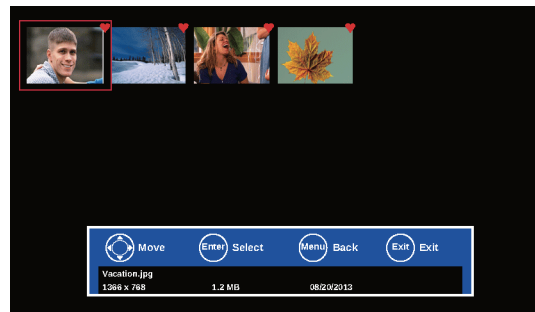 Move
Enter Select
Menu Back
Exit Exit
Vacation.jpg
1366 x 768 1.2 MB 08/20/2013